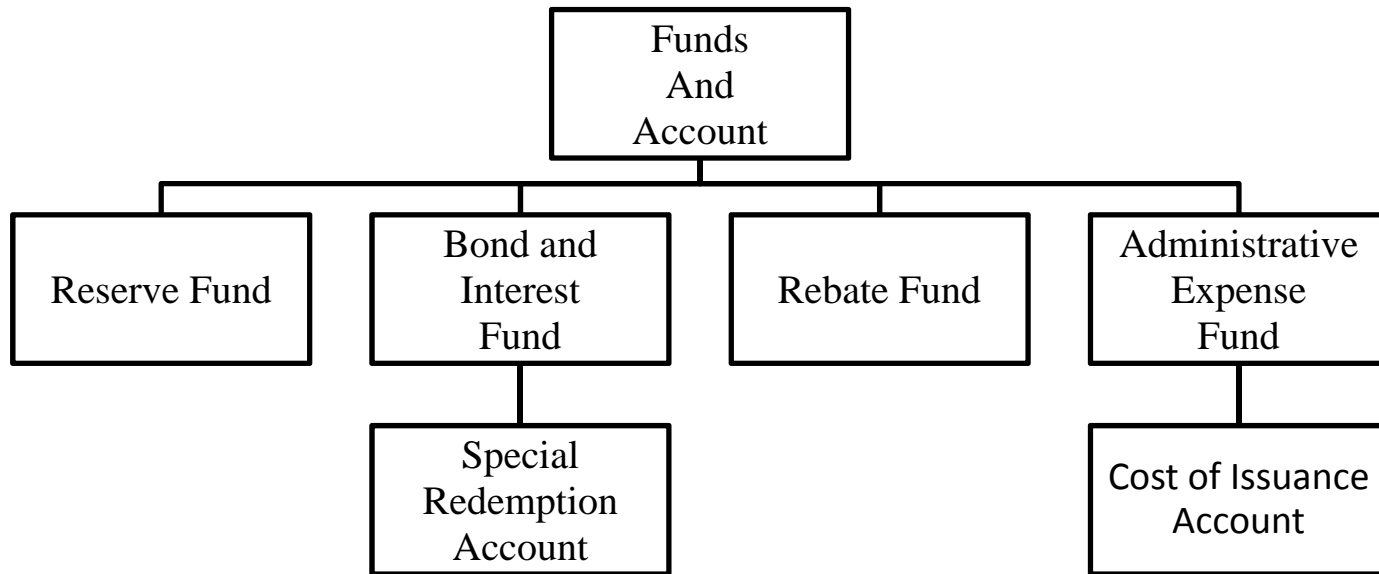 Funds
And
Account
Reserve Fund
Bond and
Interest
Fund
Rebate Fund
Administrative
Expense
Fund
Special
Redemption
Account
Cost of Issuance
Account